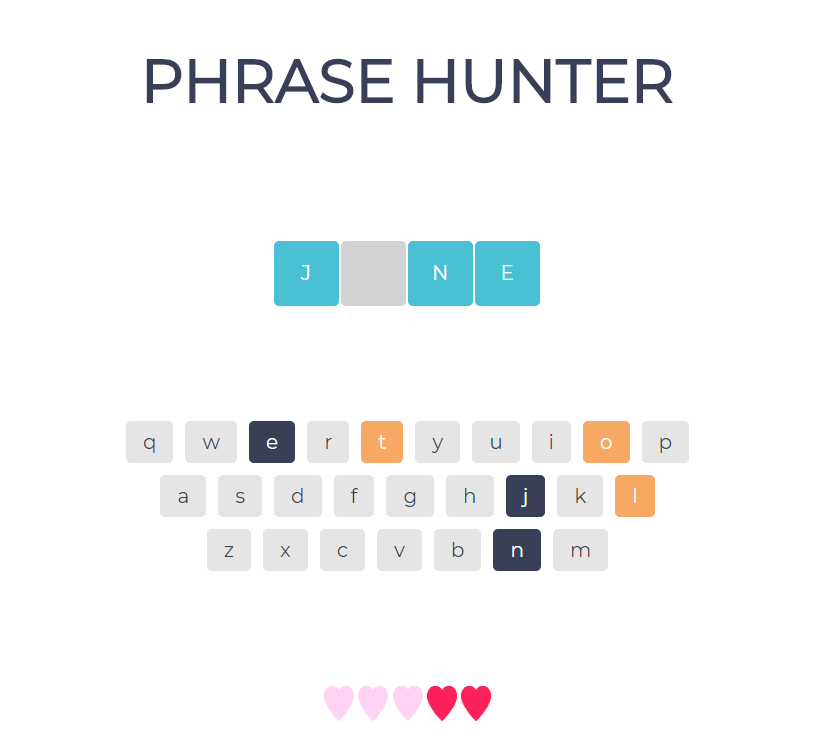 PHRASE HUNTER
J N E
q w e r t y u i o p
a s d f g h j k l
z x c v b n m